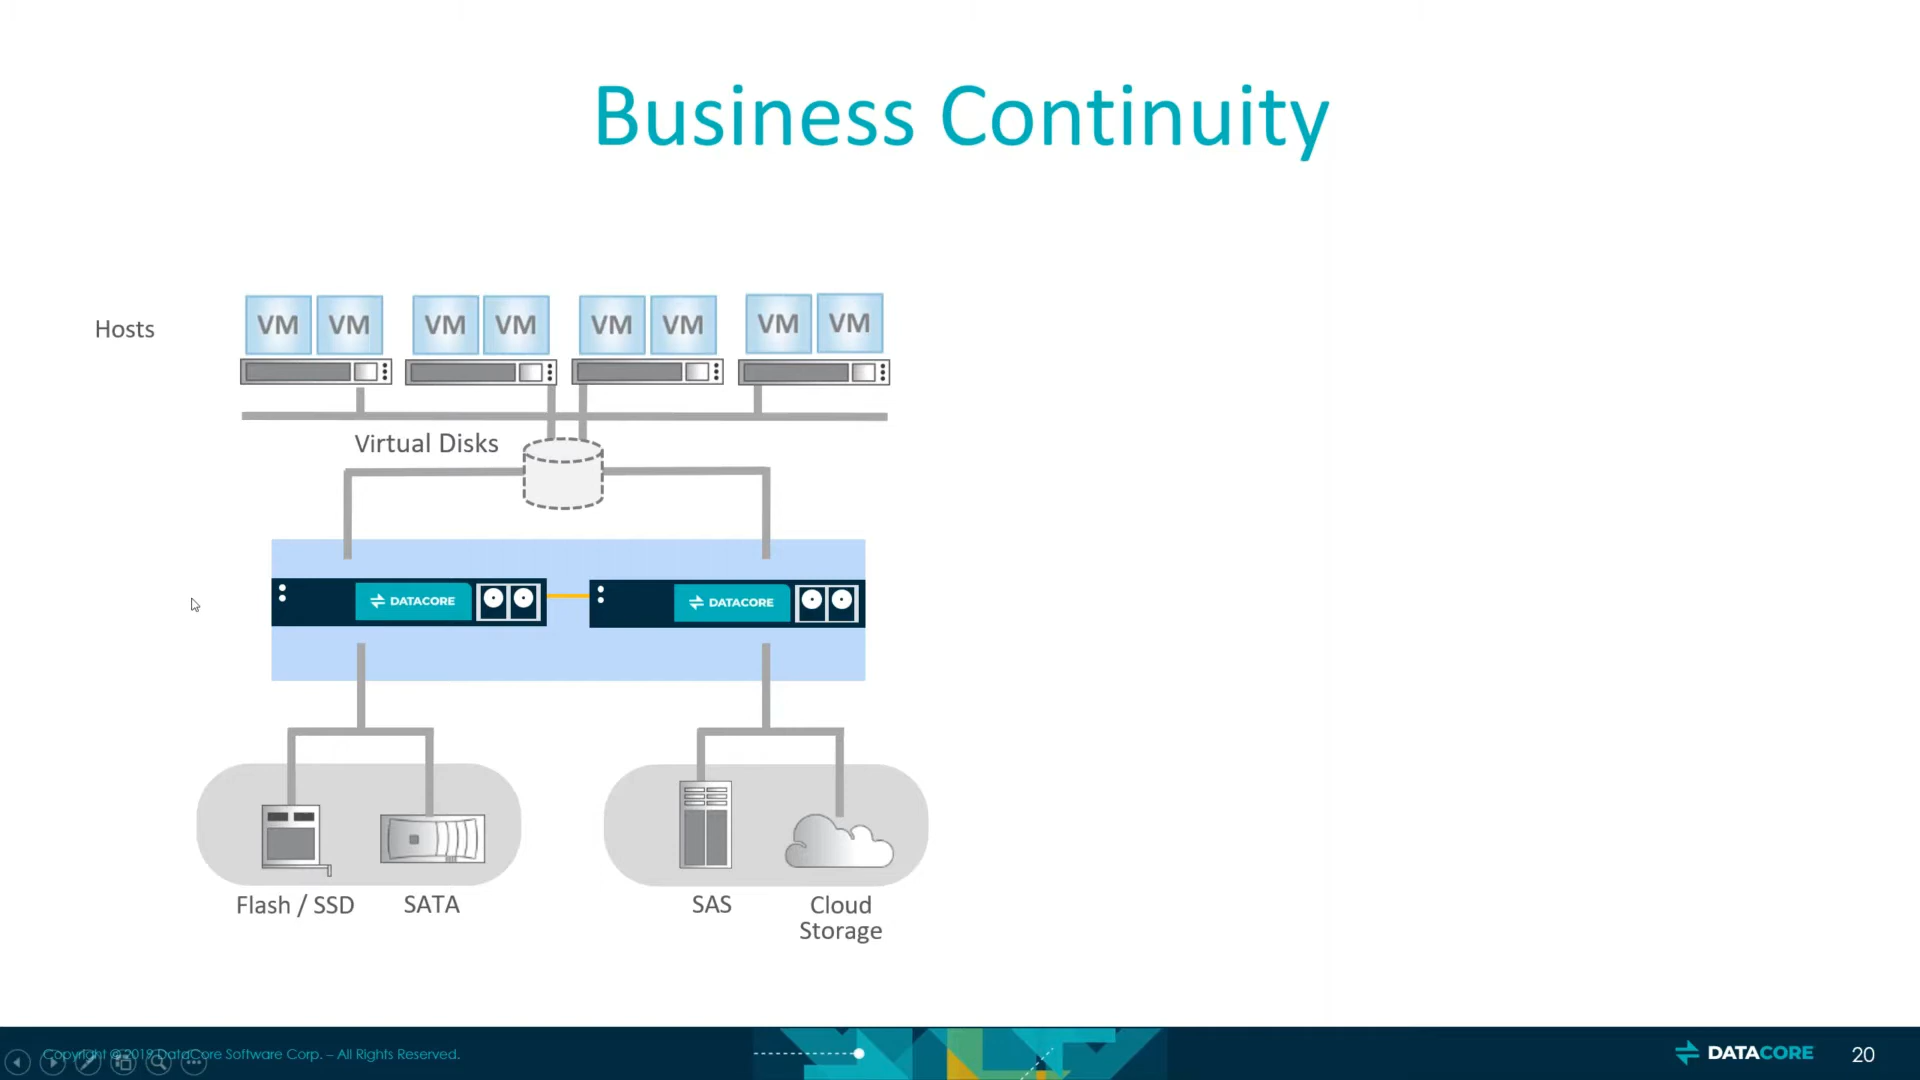 Business Continuity
Hosts
VM VM VM VM VM VM VM VM
Virtual Disks
DATACORE DATACORE
Flash / SSD SATA SAS Cloud
Storage
Copyright © 2019 DataCore Software Corp. – All Rights Reserved.
DATACORE 20